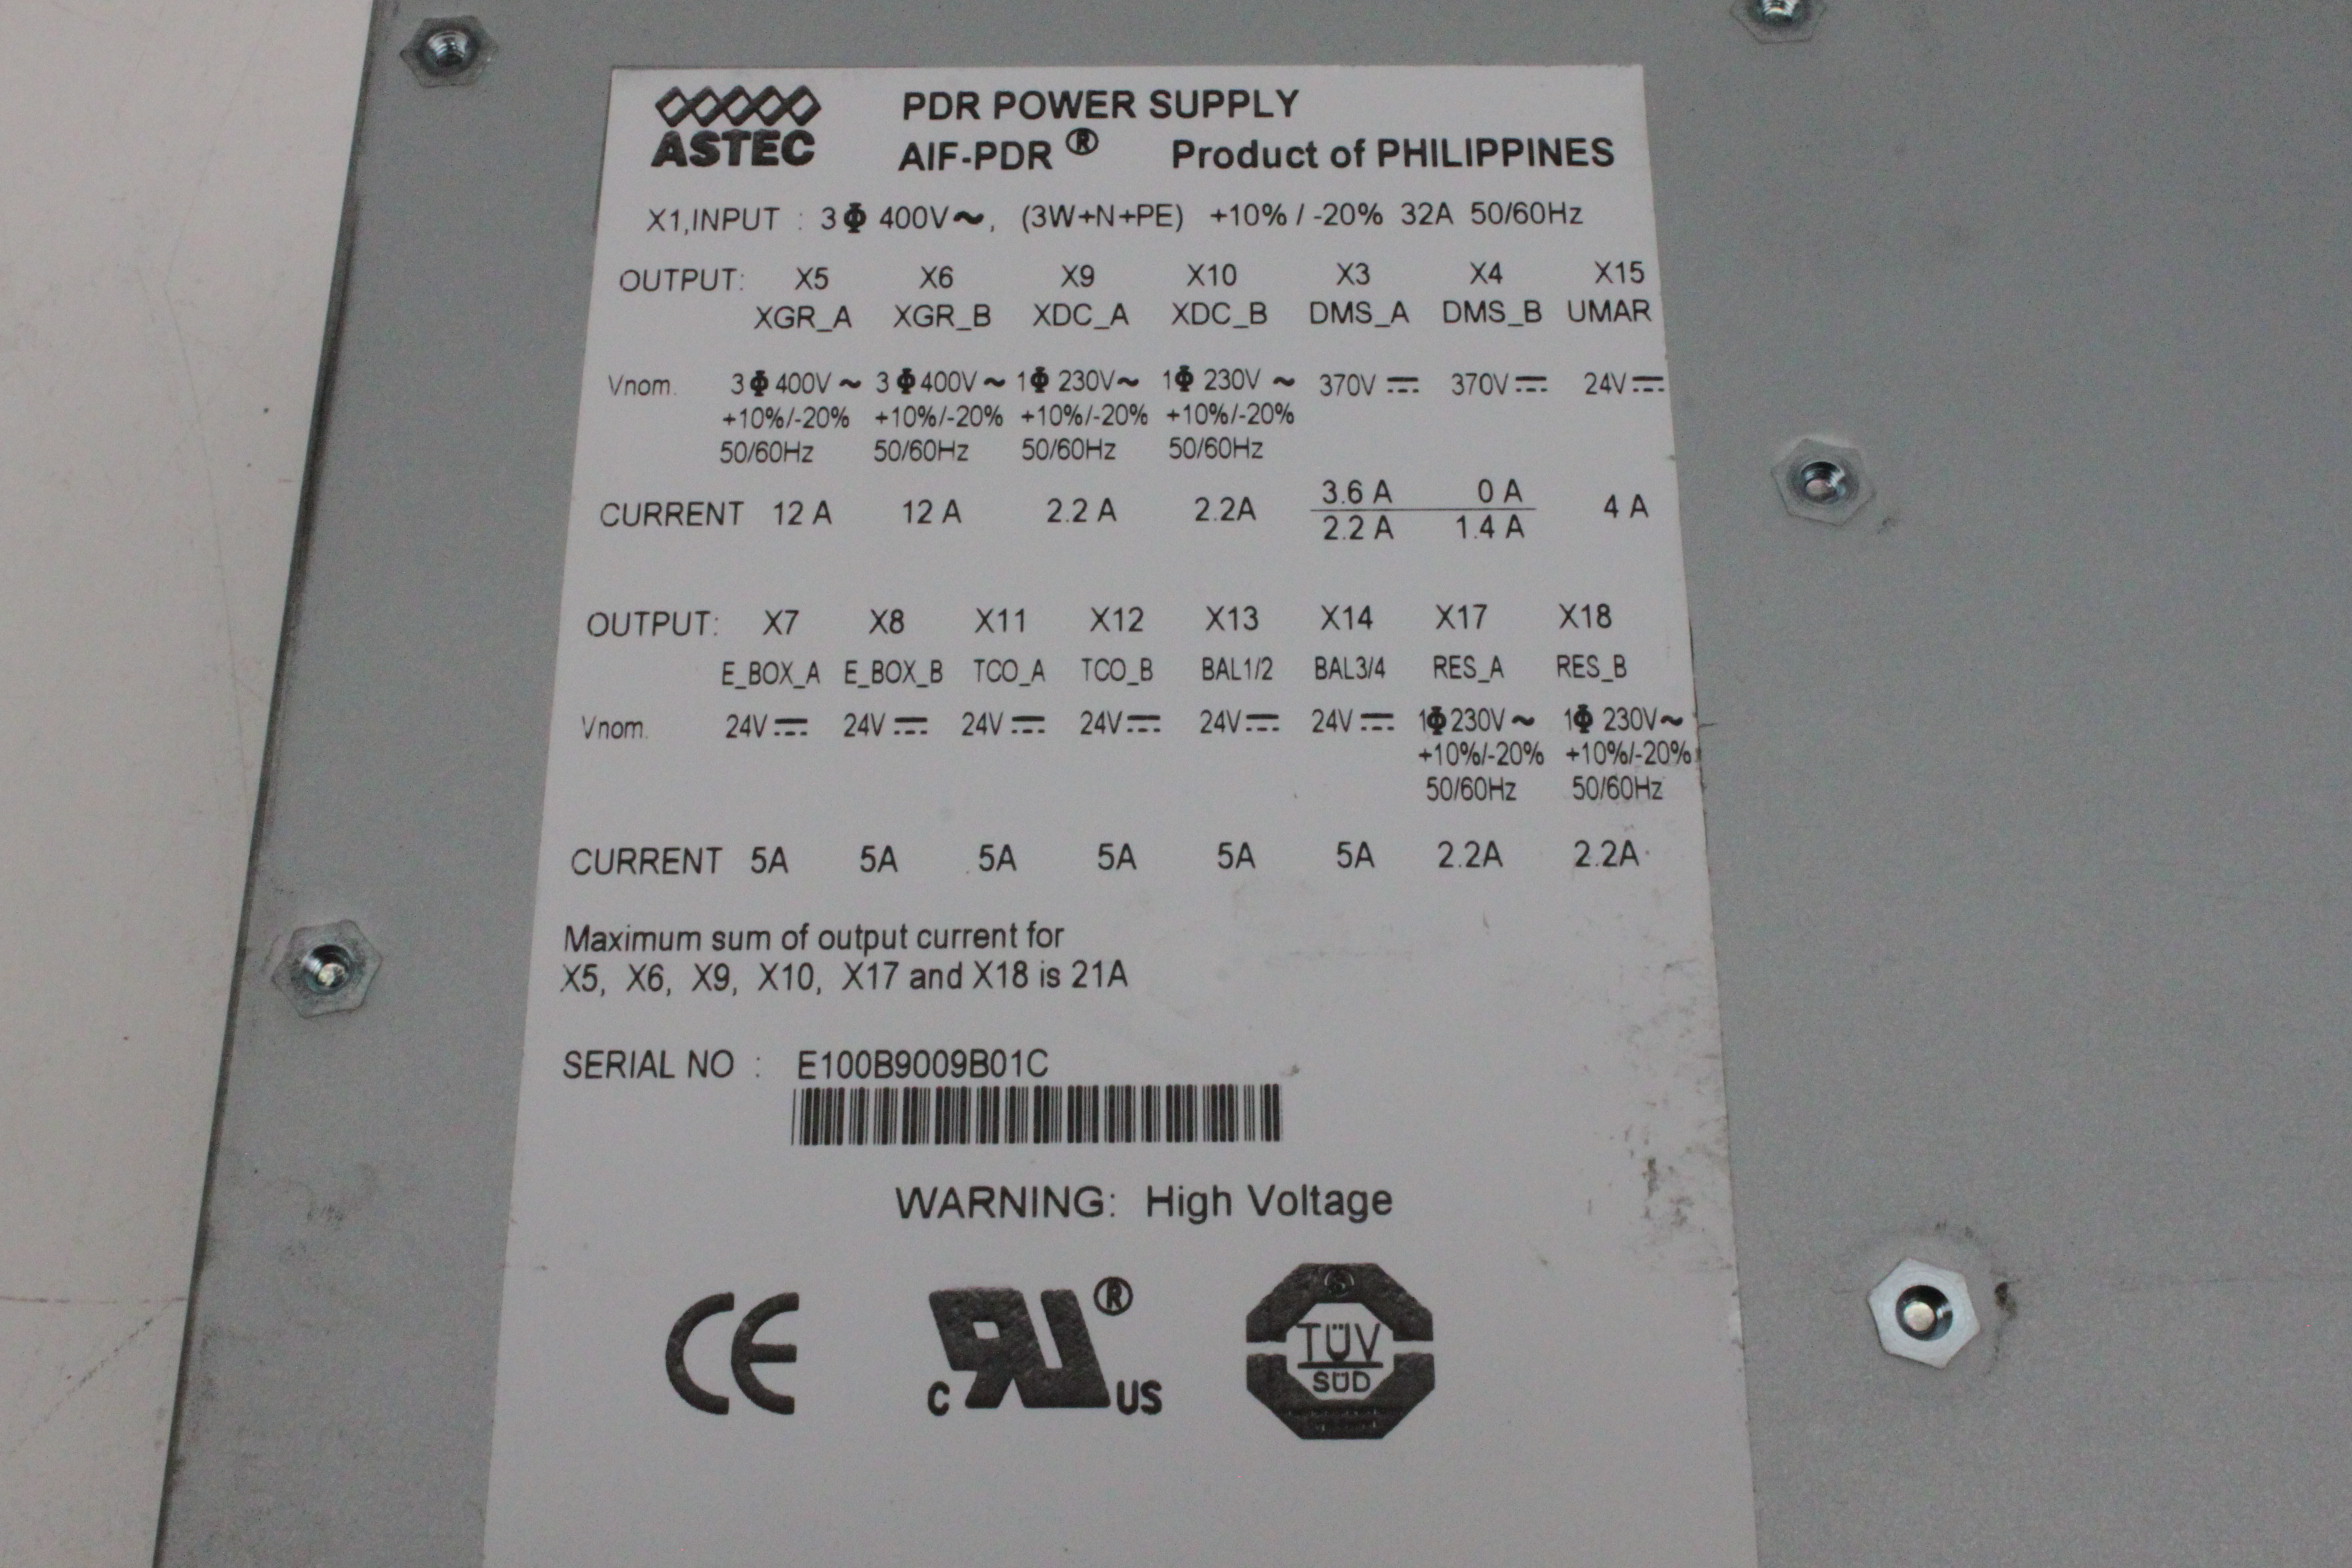 ASTEC
PDR POWER SUPPLY
AIF-PDR ® Product of PHILIPPINES
X1,INPUT : 3Φ 400V~, (3W+N+PE) +10% / -20% 32A 50/60Hz
OUTPUT: X5 X6 X9 X10 X3 X4 X15
XGR_A XGR_B XDC_A XDC_B DMS_A DMS_B UMAR
Vnom. 3Φ400V~ 3Φ400V~ 1Φ 230V~ 1Φ 230V ~ 370V⎓ 370V⎓ 24V⎓
+10%/-20% +10%/-20% +10%/-20% +10%/-20%
50/60Hz 50/60Hz 50/60Hz 50/60Hz
3.6 A 0 A
CURRENT 12 A 12 A 2.2 A 2.2A 4 A
2.2 A 1.4 A
OUTPUT: X7 X8 X11 X12 X13 X14 X17 X18
E_BOX_A E_BOX_B TCO_A TCO_B BAL1/2 BAL3/4 RES_A RES_B
Vnom. 24V⎓ 24V⎓ 24V⎓ 24V⎓ 24V⎓ 24V⎓ 1Φ230V~ 1Φ 230V~
+10%/-20% +10%/-20%
50/60Hz 50/60Hz
CURRENT 5A 5A 5A 5A 5A 5A 2.2A 2.2A
Maximum sum of output current for
X5, X6, X9, X10, X17 and X18 is 21A
SERIAL NO : E100B9009B01C
WARNING: High Voltage
CE
C RU ® US
TÜV
SÜD